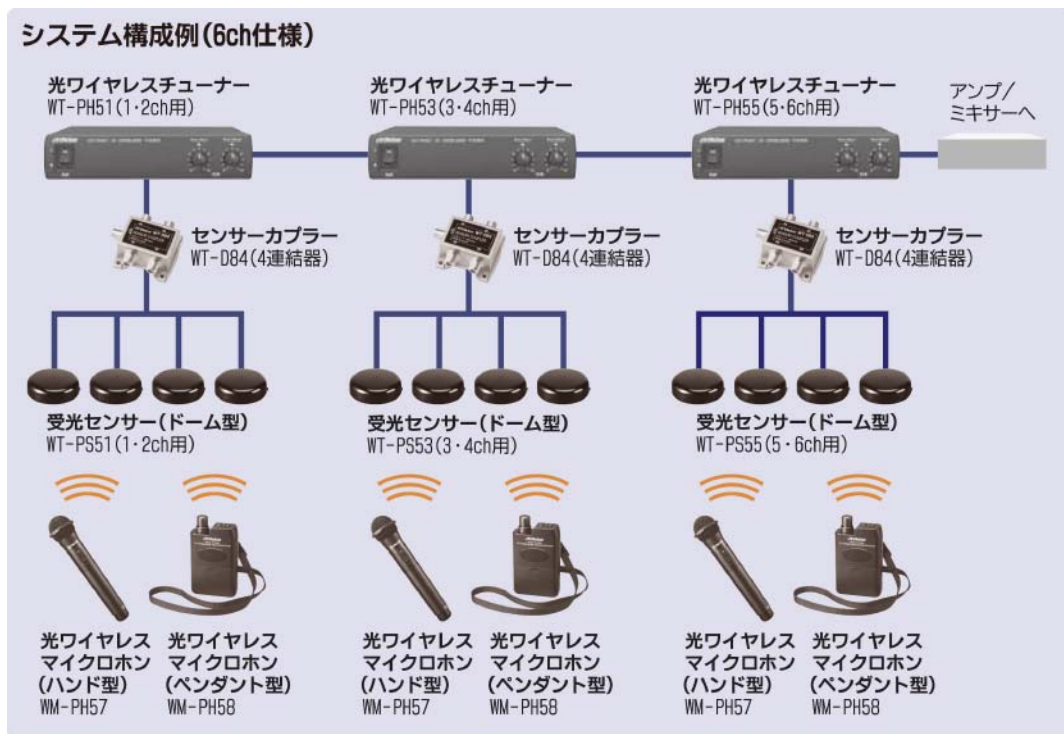 システム構成例(6ch仕様)
光ワイヤレスチューナー
WT-PH51(1・2ch用)
光ワイヤレスチューナー
WT-PH53(3・4ch用)
光ワイヤレスチューナー
WT-PH55(5・6ch用)
アンプ/
ミキサーへ
センサーカプラー
WT-D84(4連結器)
センサーカプラー
WT-D84(4連結器)
センサーカプラー
WT-D84(4連結器)
受光センサー(ドーム型)
WT-PS51(1・2ch用)
受光センサー(ドーム型)
WT-PS53(3・4ch用)
受光センサー(ドーム型)
WT-PS55(5・6ch用)
光ワイヤレス
マイクロホン
(ハンド型)
WM-PH57
光ワイヤレス
マイクロホン
(ペンダント型)
WM-PH58
光ワイヤレス
マイクロホン
(ハンド型)
WM-PH57
光ワイヤレス
マイクロホン
(ペンダント型)
WM-PH58
光ワイヤレス
マイクロホン
(ハンド型)
WM-PH57
光ワイヤレス
マイクロホン
(ペンダント型)
WM-PH58